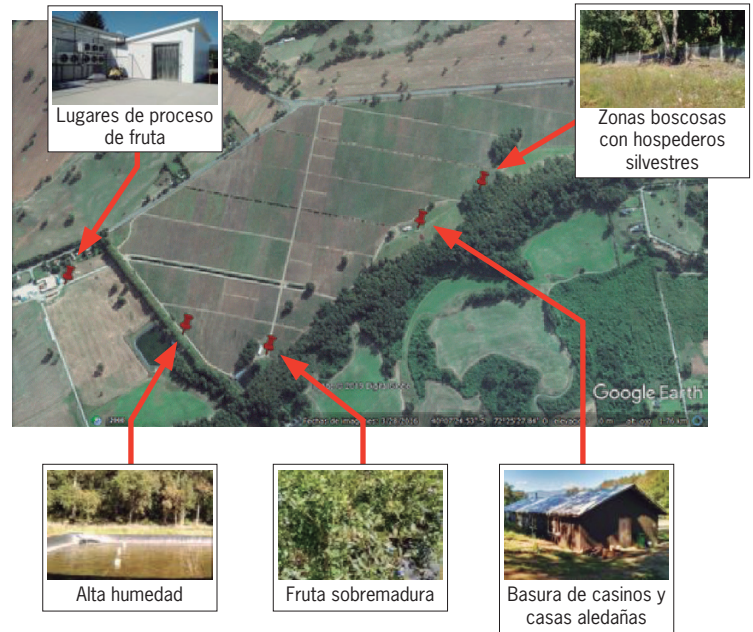 Lugares de proceso
de fruta
Zonas boscosas
con hospederos
silvestres
Google Earth
Alta humedad
Fruta sobremadura
Basura de casinos y
casas aledañas